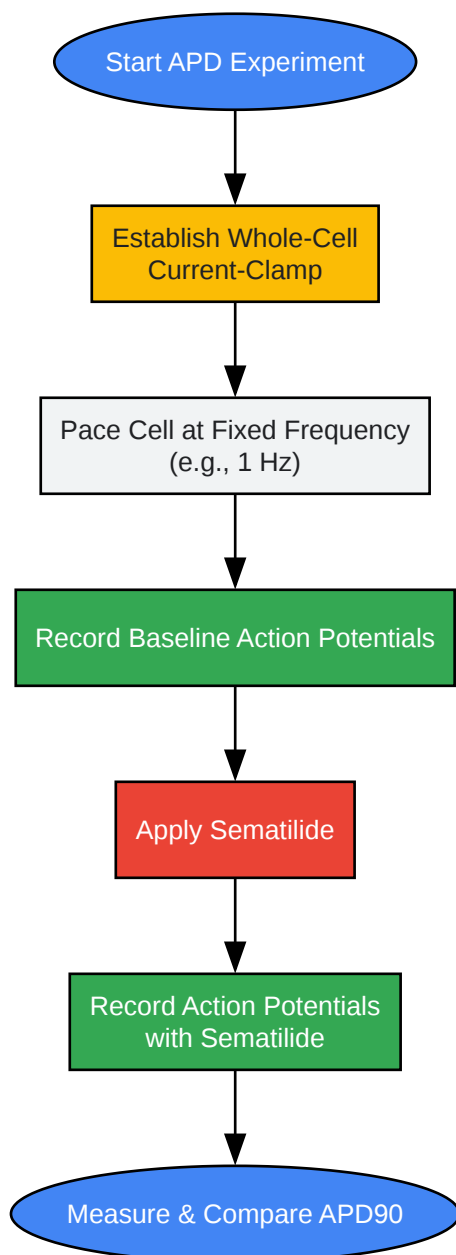 Start APD Experiment
Establish Whole-Cell
Current-Clamp
Pace Cell at Fixed Frequency
(e.g., 1 Hz)
Record Baseline Action Potentials
Apply Sematilide
Record Action Potentials
with Sematilide
Measure & Compare APD90